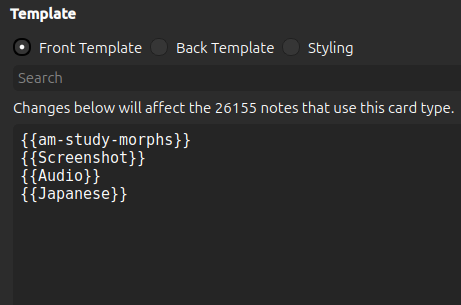 Template
Front Template Back Template Styling
Search
Changes below will affect the 26155 notes that use this card type.
{{am-study-morphs}}
{{Screenshot}}
{{Audio}}
{{Japanese}}